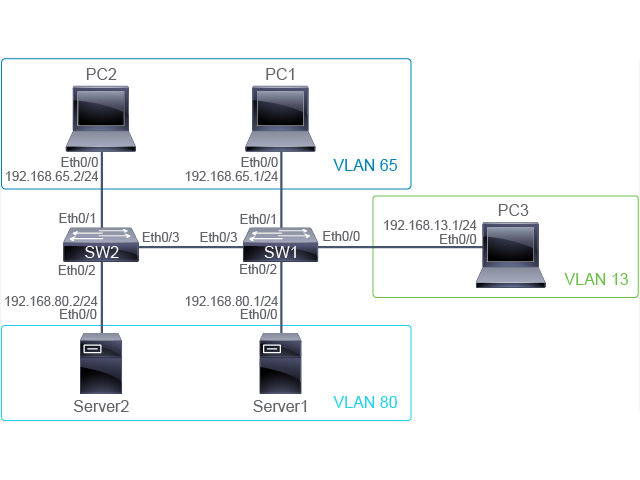 PC2
PC1
Eth0/0
192.168.65.2/24
Eth0/0
192.168.65.1/24
VLAN 65
PC3
192.168.13.1/24
Eth0/0
VLAN 13
Eth0/1
SW2
Eth0/3
Eth0/2
Eth0/1
Eth0/3
SW1
Eth0/0
Eth0/2
192.168.80.2/24
Eth0/0
192.168.80.1/24
Eth0/0
Server2
Server1
VLAN 80